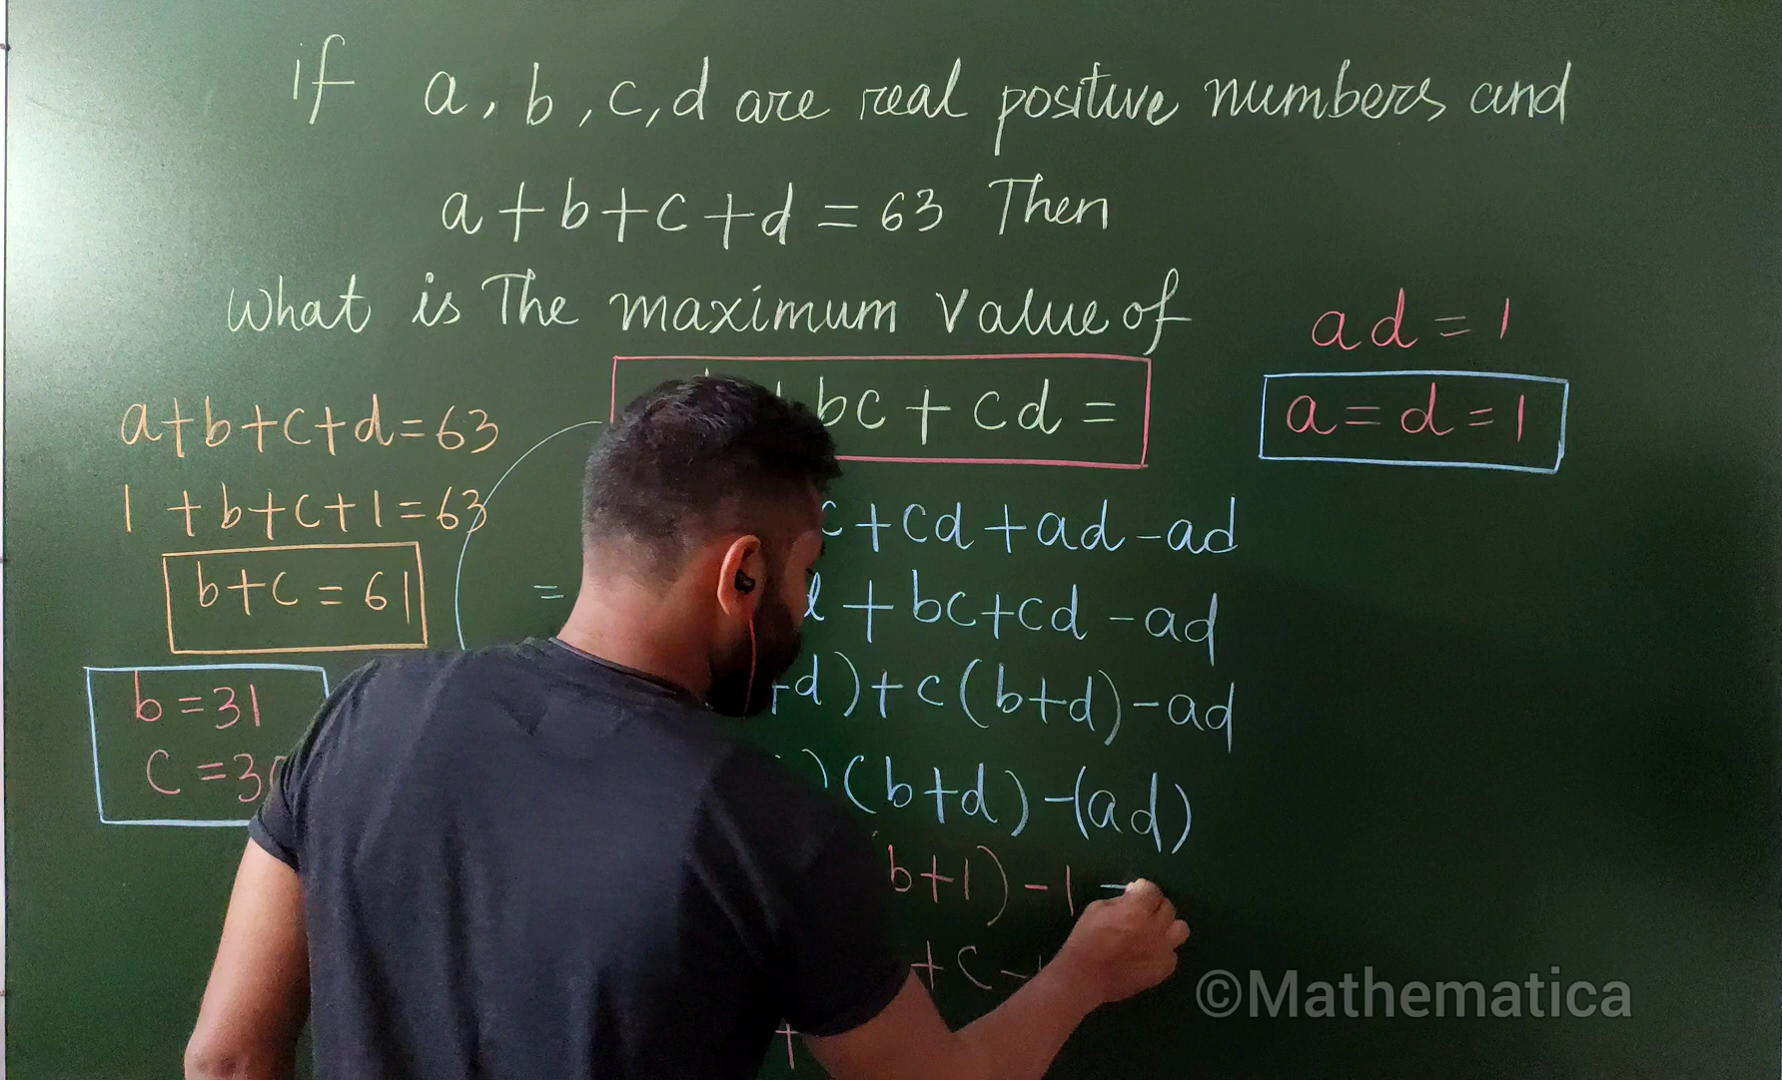 if a, b, c, d are real positive numbers and
a + b + c + d = 63 Then
what is The maximum value of
bc + cd =
ad = 1
a = d = 1
a+b+c+d=63
1 +b+c+1=63
b+c = 61
b=31
c =3
c +cd +ad -ad
=
+ bc+cd -ad
d) + c (b+d) -ad
) (b+d) -(ad)
b+1) -1 =
+ c -
+
©Mathematica